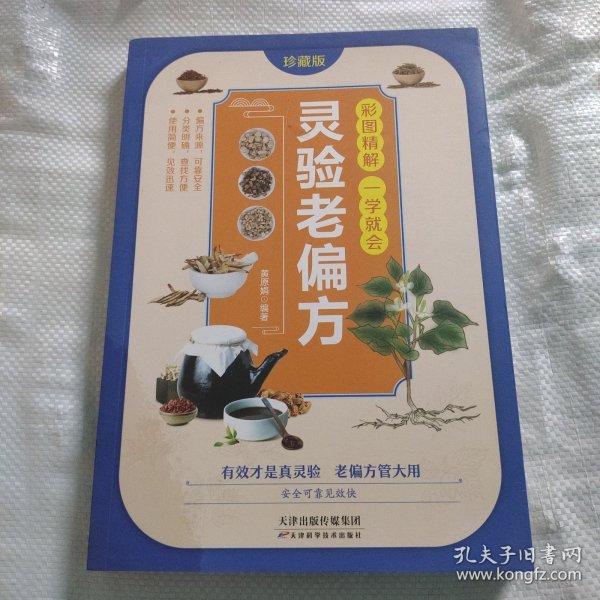 珍藏版
彩图精解 一学就会
灵验老偏方
黄原娟◎编著
●偏方来源,可靠安全
●分类明确,查找方便
●使用简便,见效迅速
有效才是真灵验 老偏方管大用
安全可靠见效快
天津出版传媒集团
天津科学技术出版社
孔夫子旧书网
www.kongfz.com